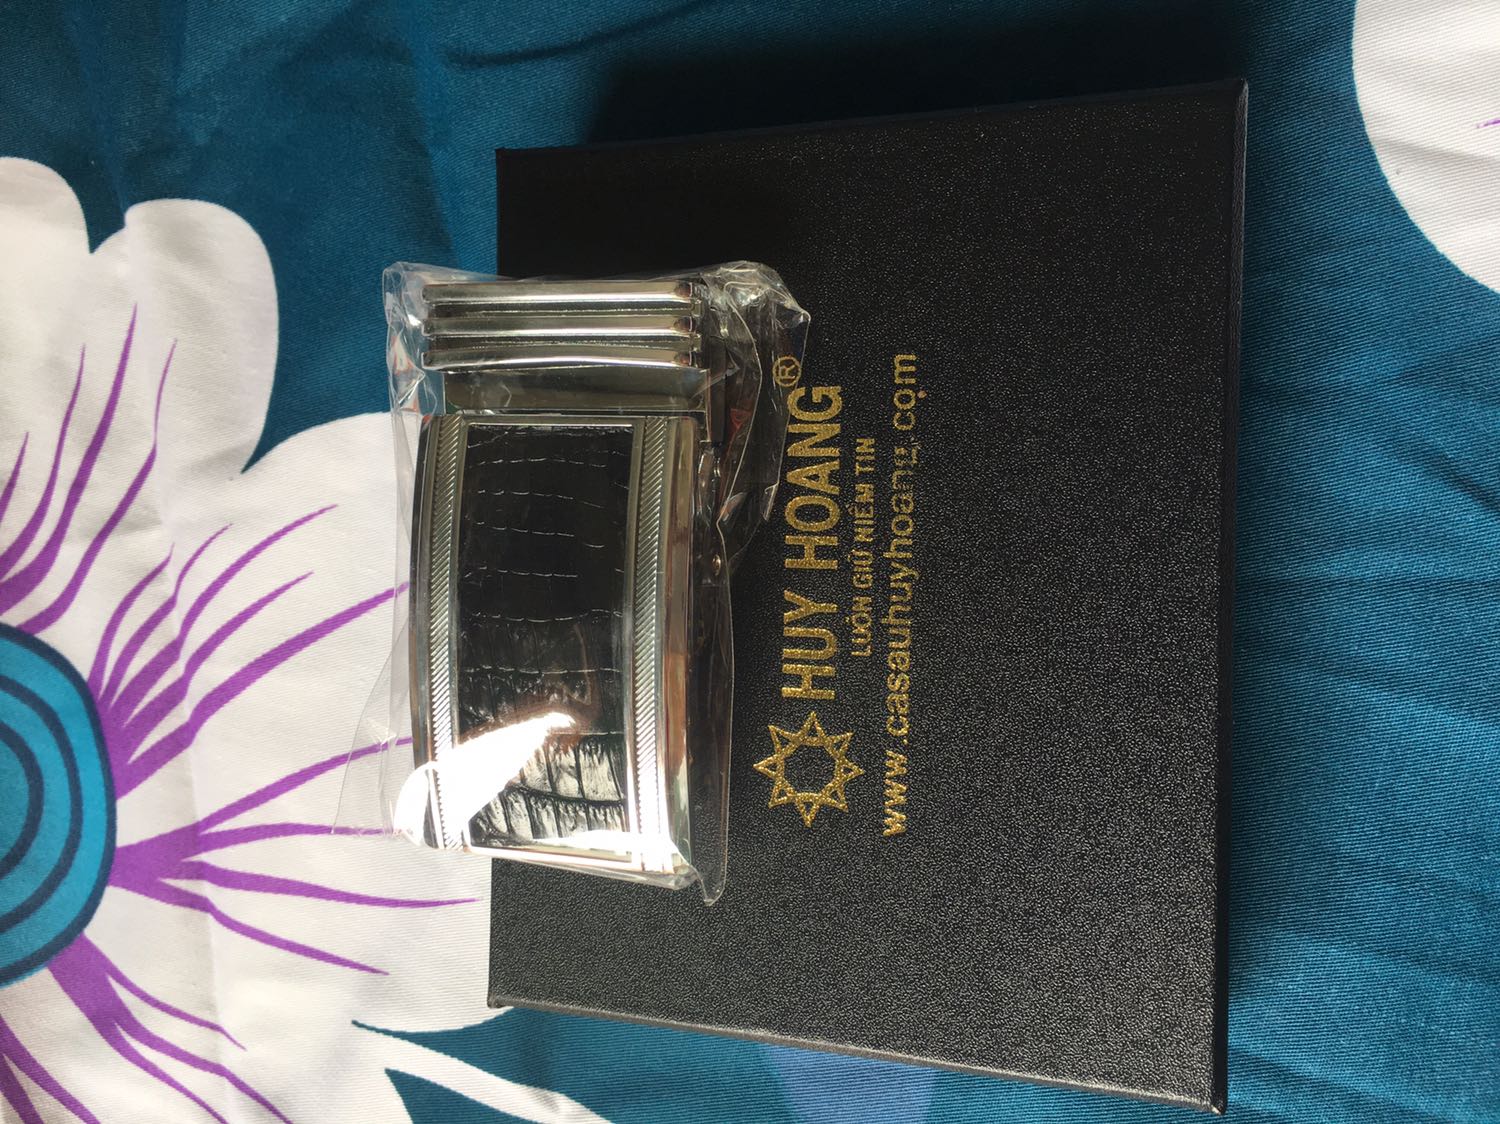 HUY HOANG®
LUÔN GIỮ NIỀM TIN
www.casauhuyhoang.com